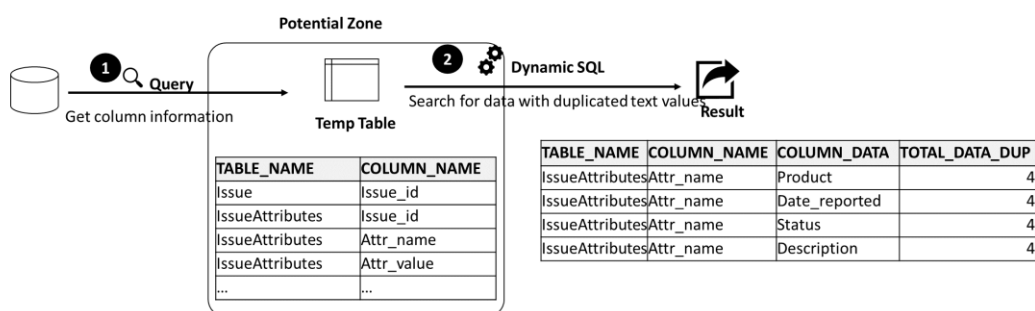 Potential Zone
1 Query
Get column information
Temp Table
2 Dynamic SQL
Search for data with duplicated text values
Result
TABLE_NAME COLUMN_NAME
Issue Issue_id
IssueAttributes Issue_id
IssueAttributes Attr_name
IssueAttributes Attr_value
... ...
TABLE_NAME COLUMN_NAME COLUMN_DATA TOTAL_DATA_DUP
IssueAttributes Attr_name Product 4
IssueAttributes Attr_name Date_reported 4
IssueAttributes Attr_name Status 4
IssueAttributes Attr_name Description 4